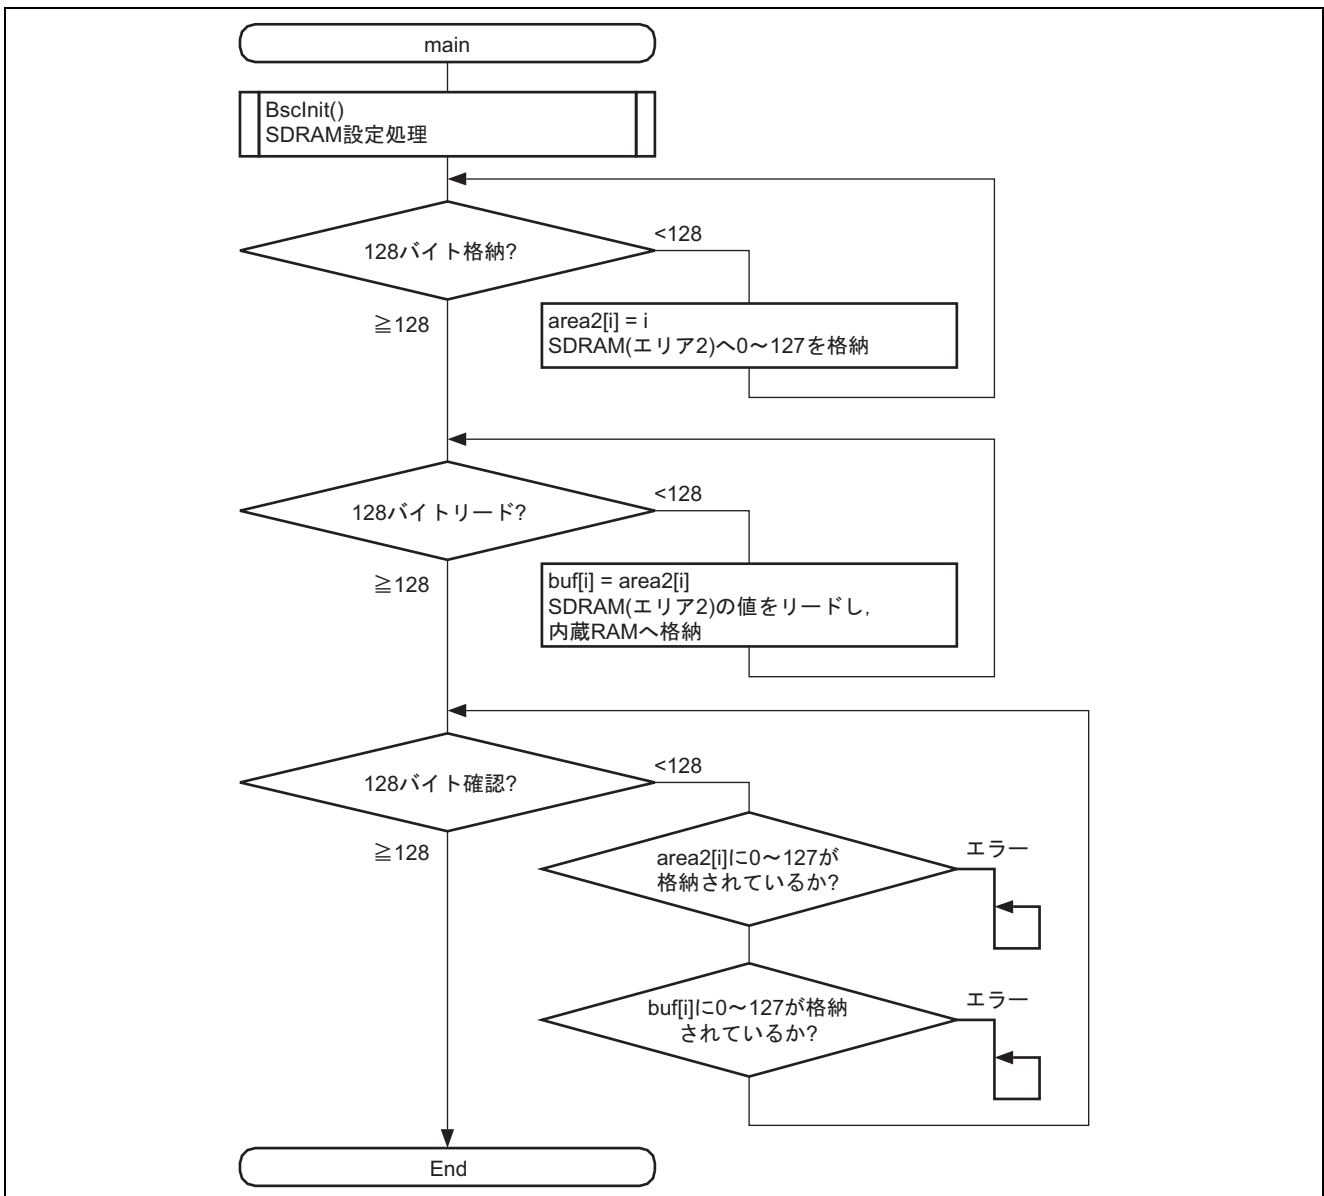 main
BscInit()
SDRAM設定処理
128バイト格納?
<128
≧128
area2[i] = i
SDRAM(エリア2)へ0～127を格納
128バイトリード?
<128
≧128
buf[i] = area2[i]
SDRAM(エリア2)の値をリードし,
内蔵RAMへ格納
128バイト確認?
<128
≧128
area2[i]に0～127が
格納されているか?
エラー
buf[i]に0～127が格納
されているか?
エラー
End